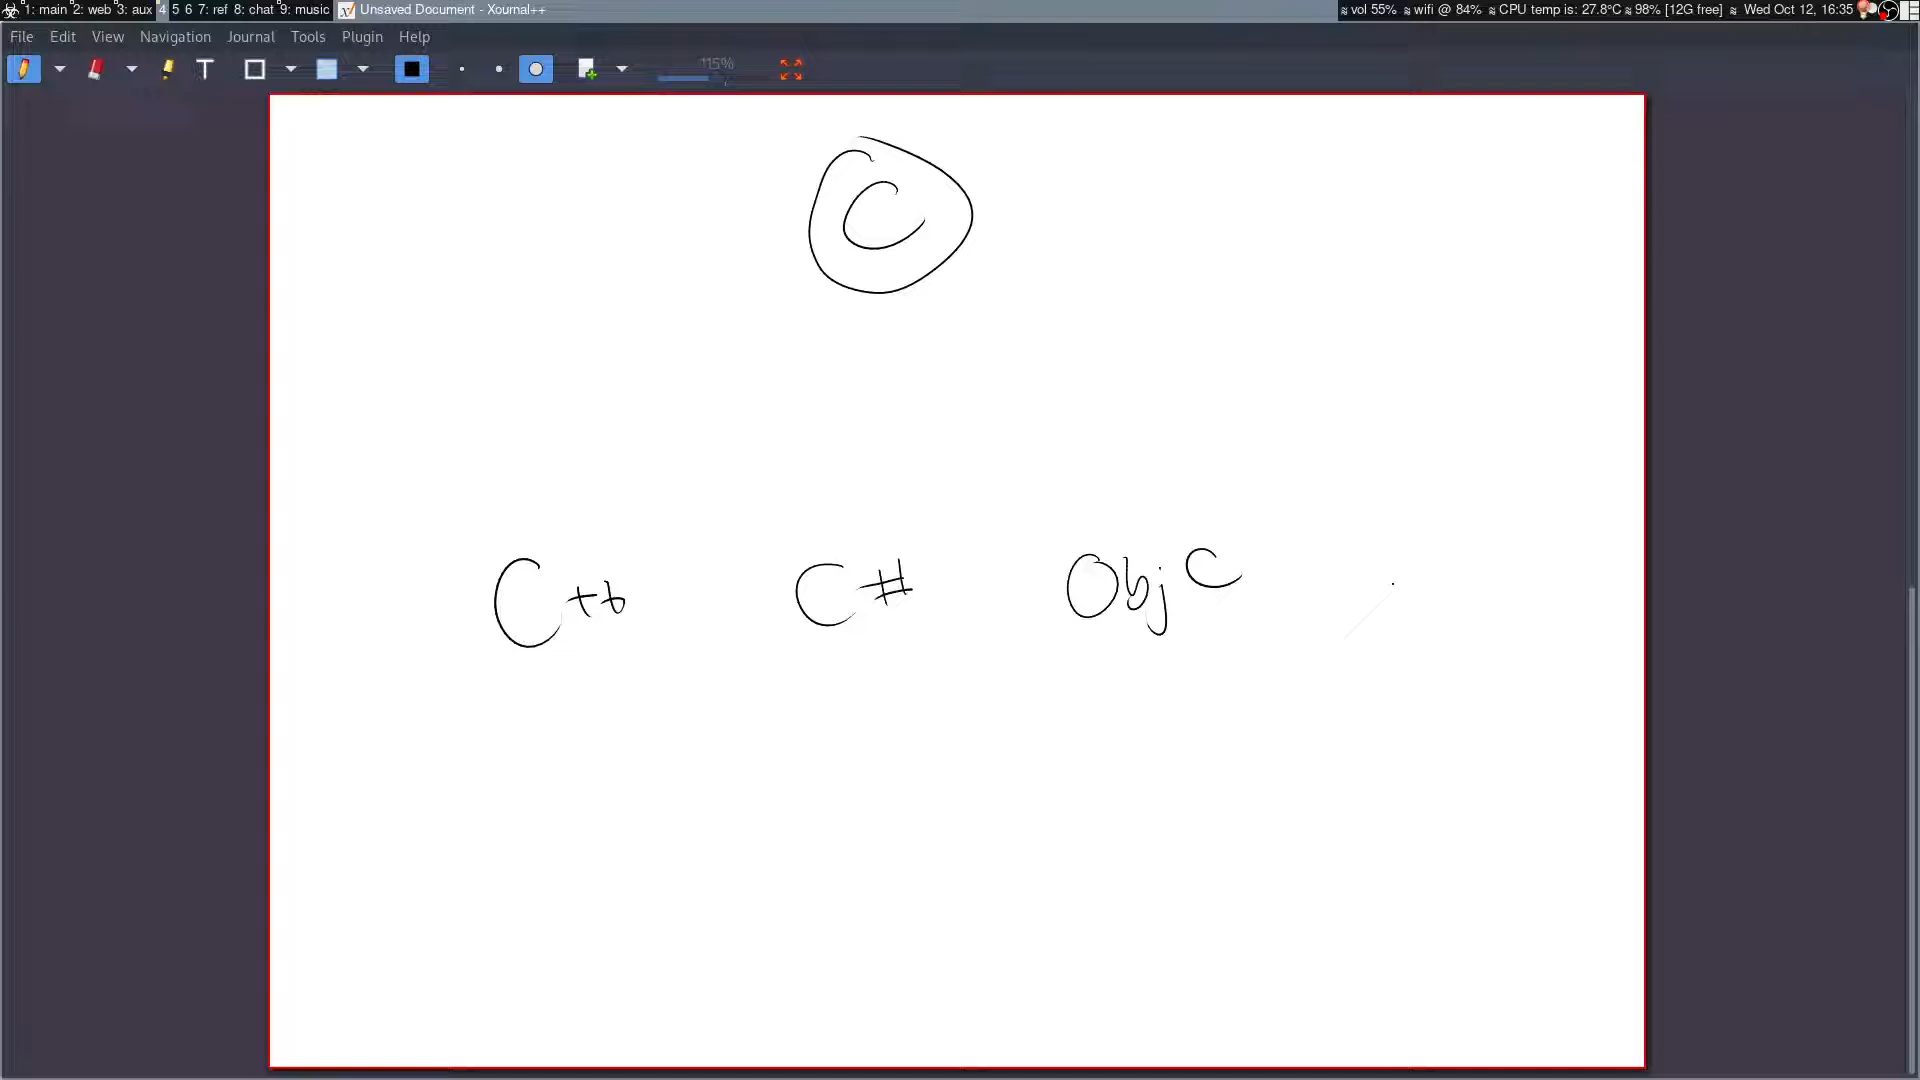 1: main 2: web 3: aux 4 5 6 7: ref 8: chat 9: music Unsaved Document - Xournal++ vol 55% wifi @ 84% CPU temp is: 27.8°C 98% [12G free] Wed Oct 12, 16:35
File Edit View Navigation Journal Tools Plugin Help
T 115%
C
C++ C# Obj C